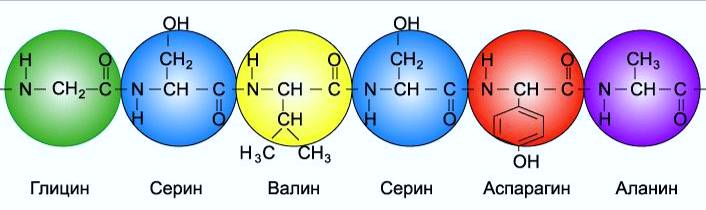 OH OH
H CH₂ O H O CH₂ H O CH₃
N CH₂ C N CH C N CH C N CH C N CH C N CH C
O H CH H O H O
H₃C CH₃ OH
Глицин Серин Валин Серин Аспарагин Аланин